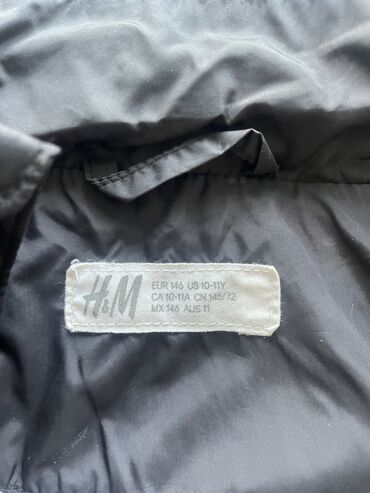 H&M
EUR 146 US 10-11Y
CA 10-11A CN 145/72
MX 146 AUS 11